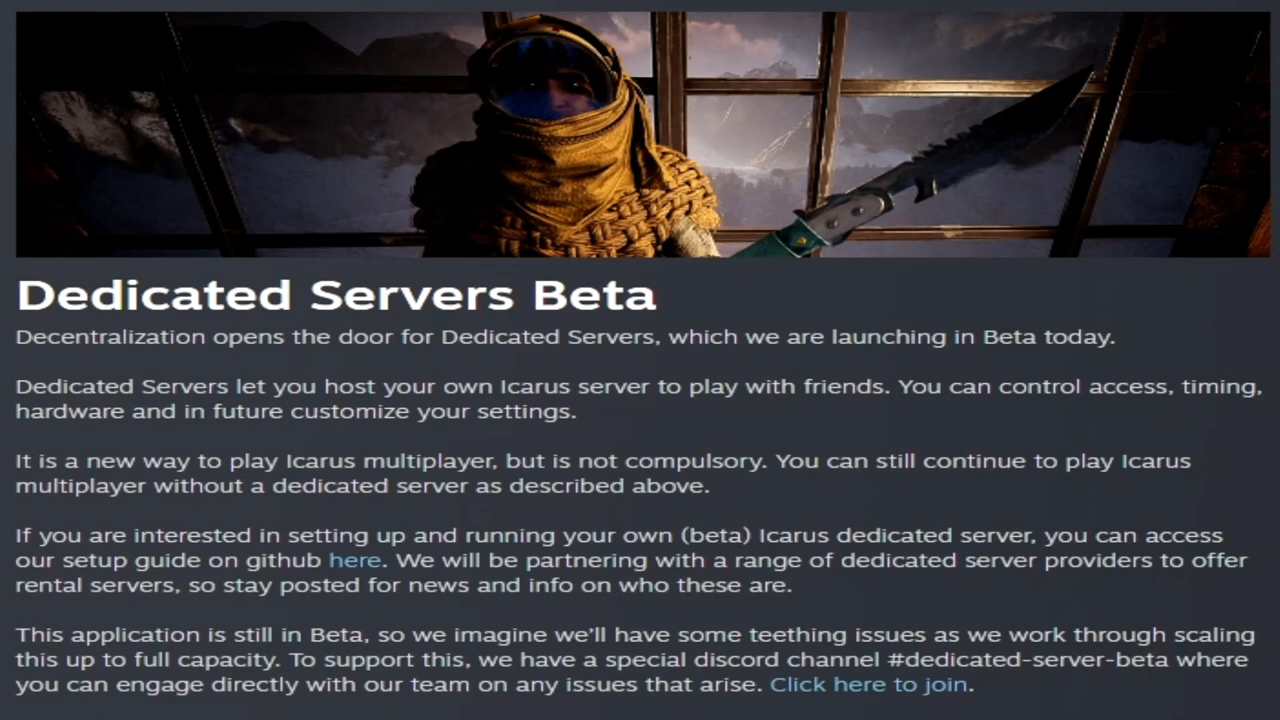 Dedicated Servers Beta
Decentralization opens the door for Dedicated Servers, which we are launching in Beta today.
Dedicated Servers let you host your own Icarus server to play with friends. You can control access, timing,
hardware and in future customize your settings.
It is a new way to play Icarus multiplayer, but is not compulsory. You can still continue to play Icarus
multiplayer without a dedicated server as described above.
If you are interested in setting up and running your own (beta) Icarus dedicated server, you can access
our setup guide on github here. We will be partnering with a range of dedicated server providers to offer
rental servers, so stay posted for news and info on who these are.
This application is still in Beta, so we imagine we'll have some teething issues as we work through scaling
this up to full capacity. To support this, we have a special discord channel #dedicated-server-beta where
you can engage directly with our team on any issues that arise. Click here to join.